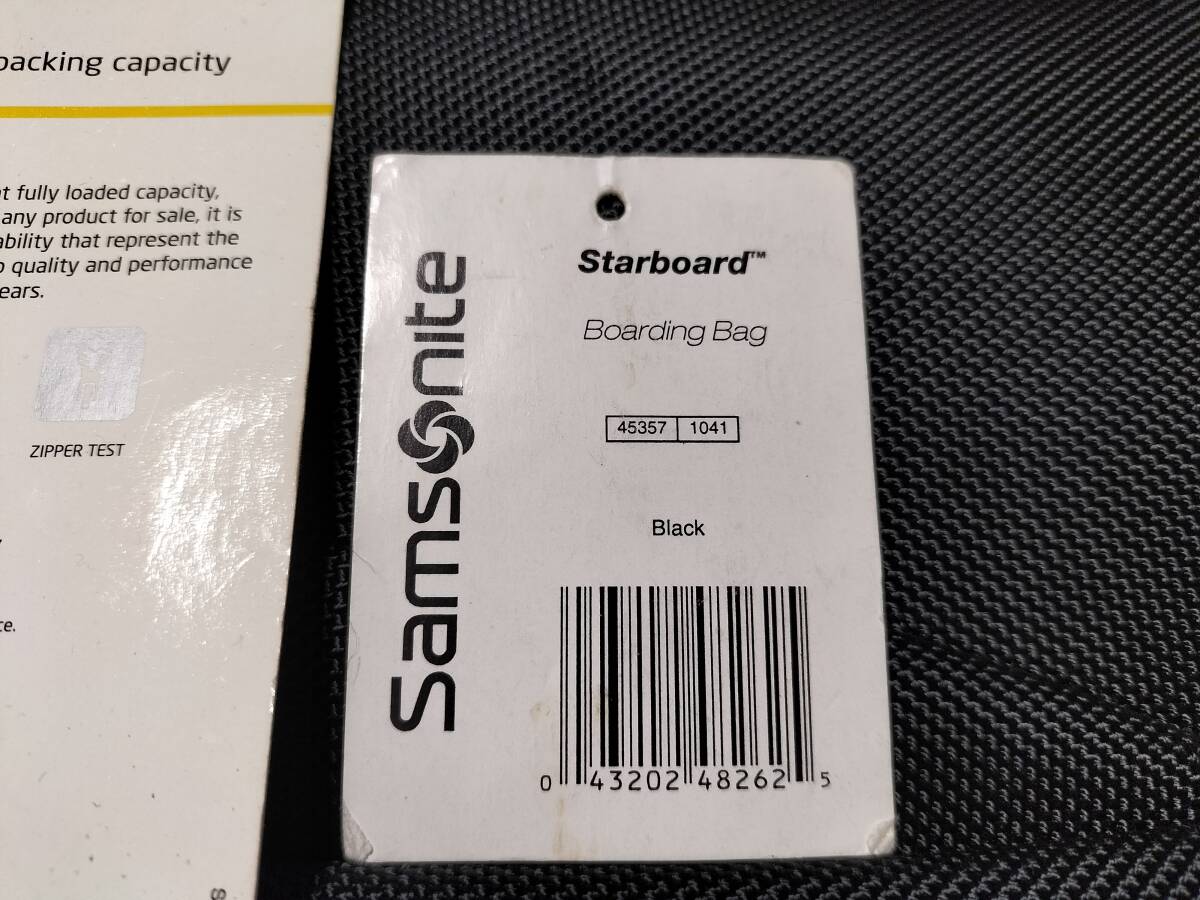 packing capacity
at fully loaded capacity,
any product for sale, it is
ability that represent the
o quality and performance
ears.
ZIPPER TEST
ce.
Samsonite
Starboard™
Boarding Bag
45357 1041
Black
0 43202 48262 5